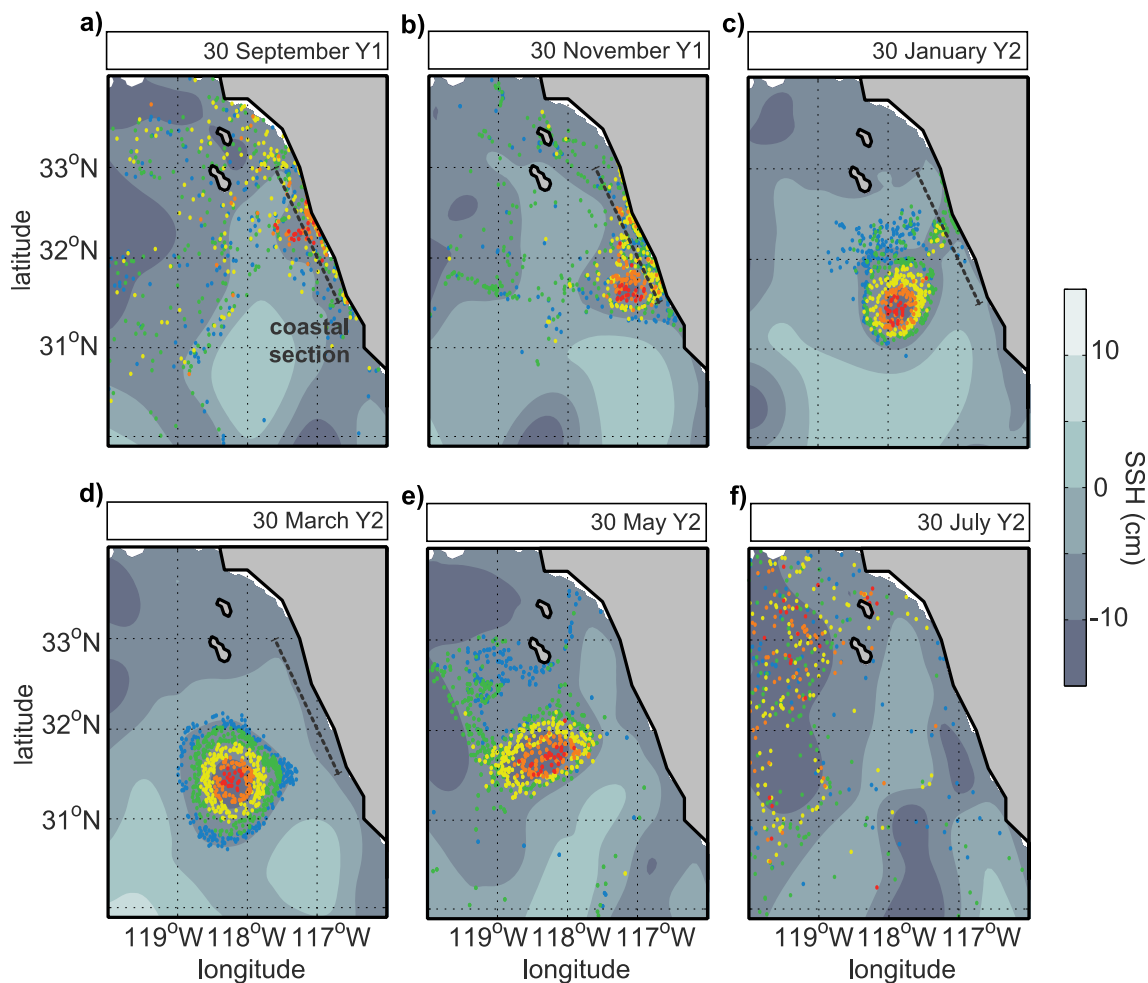 a)
30 September Y1
b)
30 November Y1
c)
30 January Y2
33°N
32°N
31°N
latitude
coastal
section
d)
30 March Y2
e)
30 May Y2
f)
30 July Y2
33°N
32°N
31°N
latitude
119°W 118°W 117°W
longitude
119°W 118°W 117°W
longitude
119°W 118°W 117°W
longitude
10
0
-10
SSH (cm)